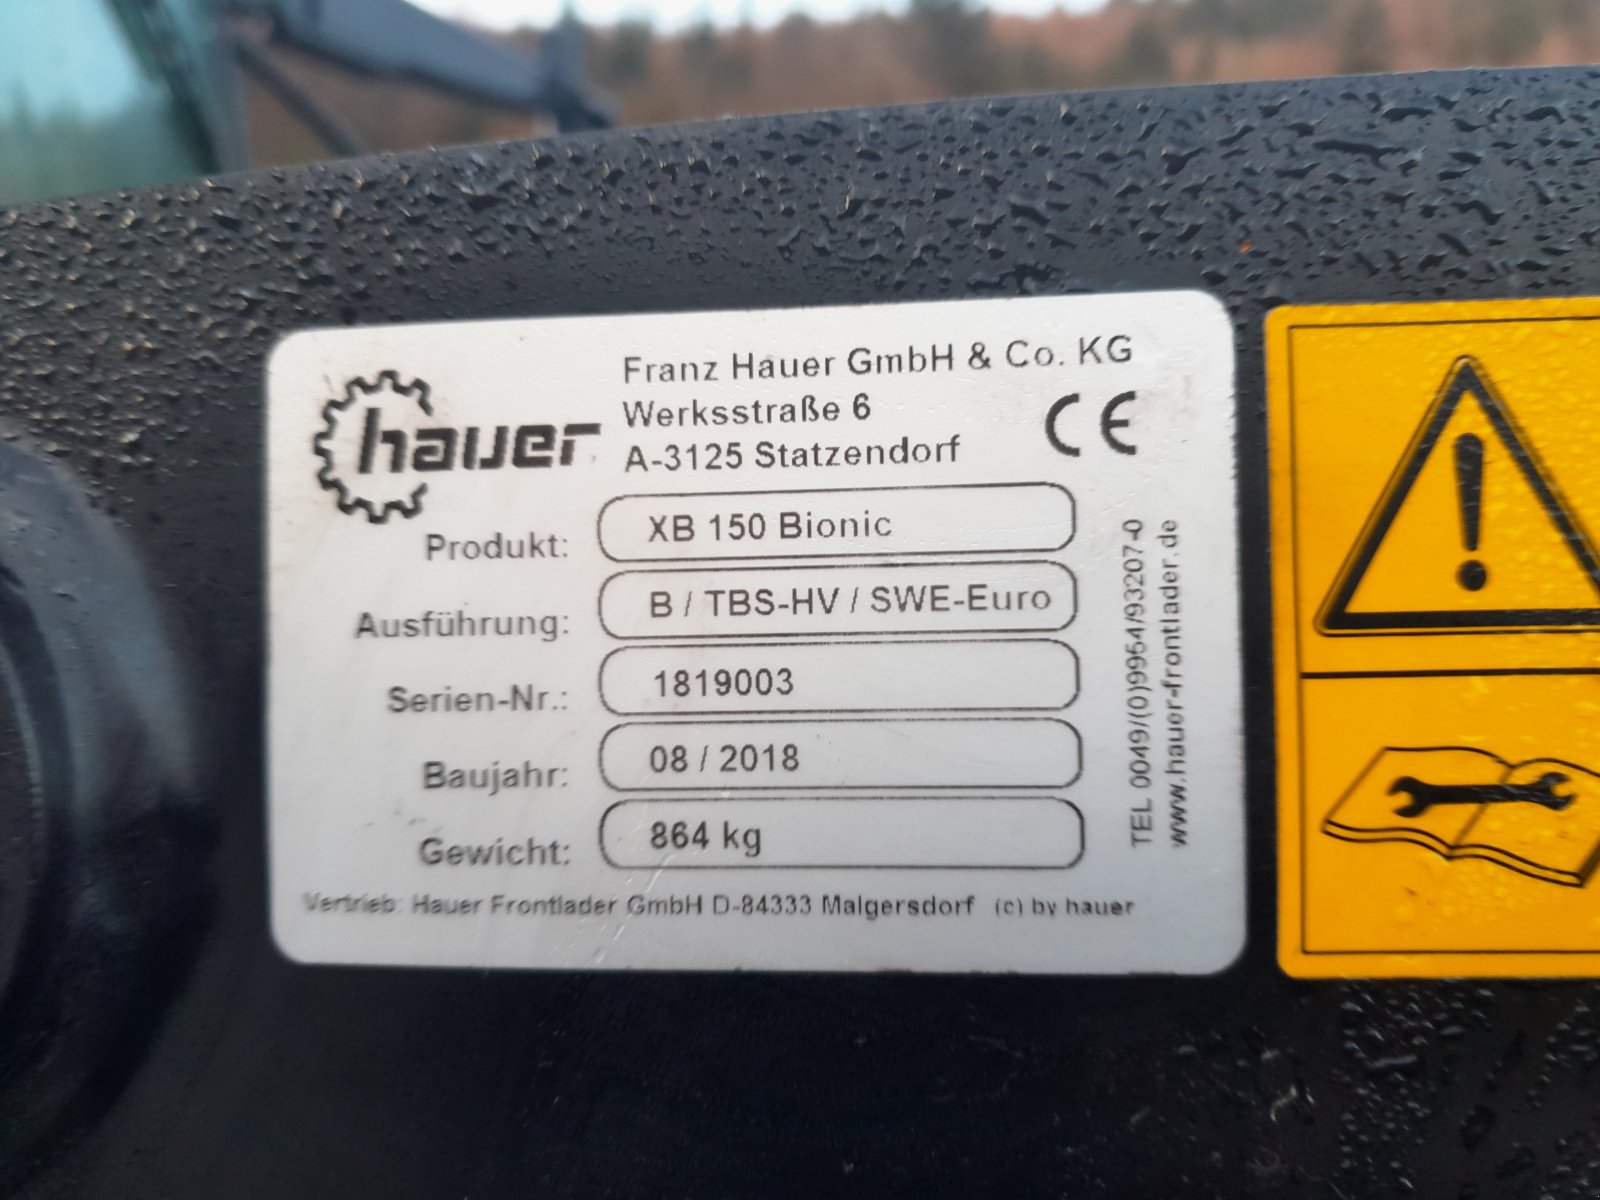 hauer
Franz Hauer GmbH & Co. KG
Werksstraße 6
A-3125 Statzendorf
CE
Produkt: XB 150 Bionic
Ausführung: B / TBS-HV / SWE-Euro
Serien-Nr.: 1819003
Baujahr: 08 / 2018
Gewicht: 864 kg
Vertrieb: Hauer Frontlader GmbH D-84333 Malgersdorf (c) by hauer
TEL 0049/(0)9954/93207-0
www.hauer-frontlader.de